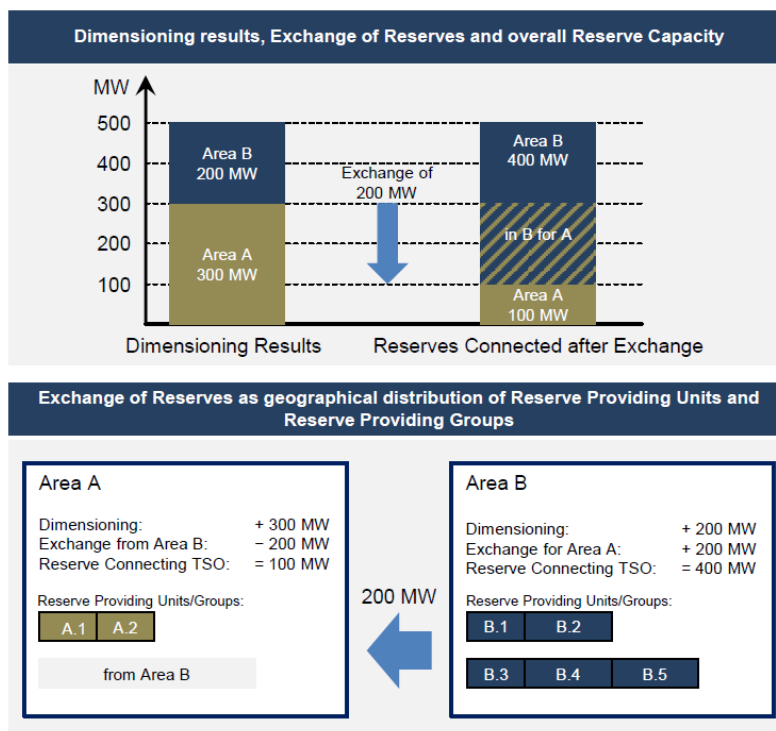 Dimensioning results, Exchange of Reserves and overall Reserve Capacity
MW
500
400
300
200
100
Area B
200 MW
Area A
300 MW
Exchange of
200 MW
Area B
400 MW
in B for A
Area A
100 MW
Dimensioning Results
Reserves Connected after Exchange
Exchange of Reserves as geographical distribution of Reserve Providing Units and
Reserve Providing Groups
Area A
Dimensioning: + 300 MW
Exchange from Area B: − 200 MW
Reserve Connecting TSO: = 100 MW
Reserve Providing Units/Groups:
A.1 A.2
from Area B
200 MW
Area B
Dimensioning: + 200 MW
Exchange for Area A: + 200 MW
Reserve Connecting TSO: = 400 MW
Reserve Providing Units/Groups:
B.1 B.2
B.3 B.4 B.5